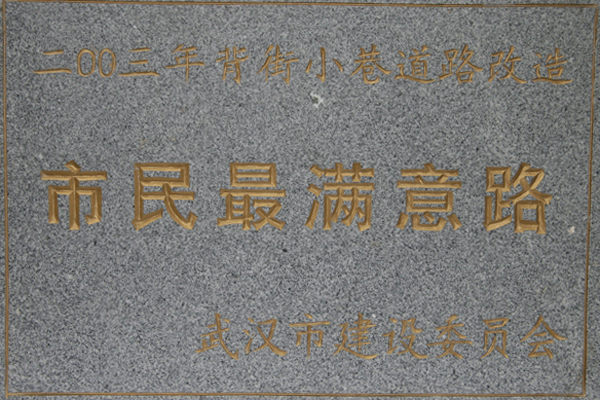 二00三年背街小巷道路改造
市民最满意路
武汉市建设委员会